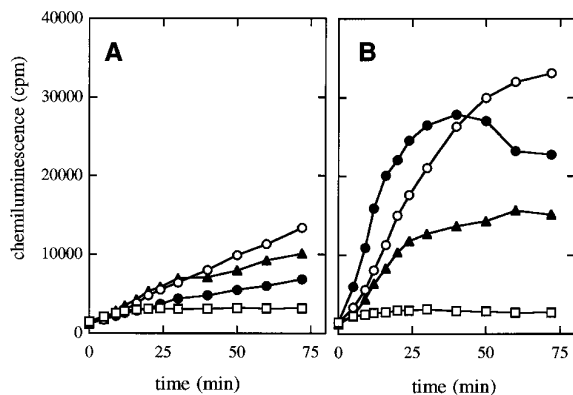 40000
30000
20000
10000
0
chemiluminescence (cpm)
A
B
0 25 50 75
0 25 50 75
time (min)
time (min)